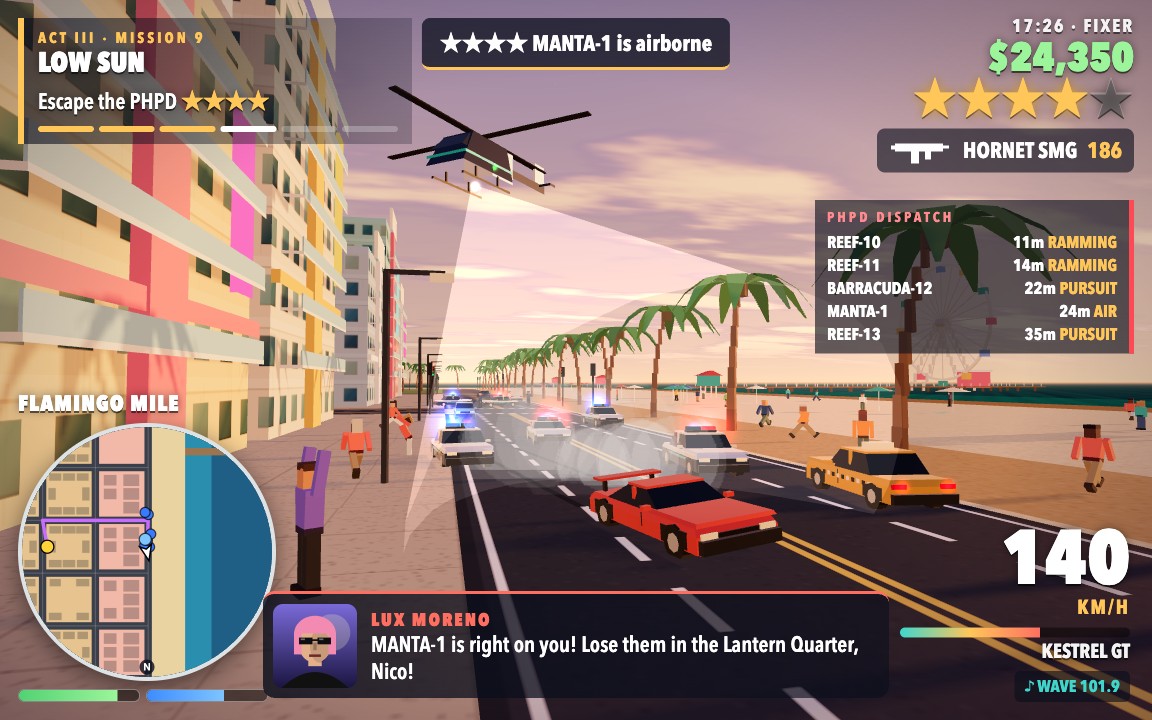 ACT III · MISSION 9
LOW SUN
Escape the PHPD ★★★★
★★★★ MANTA-1 is airborne
17:26 · FIXER
$24,350
HORNET SMG 186
PHPD DISPATCH
REEF-10 11m RAMMING
REEF-11 14m RAMMING
BARRACUDA-12 22m PURSUIT
MANTA-1 24m AIR
REEF-13 35m PURSUIT
FLAMINGO MILE
N
LUX MORENO
MANTA-1 is right on you! Lose them in the Lantern Quarter,
Nico!
140
KM/H
KESTREL GT
♪ WAVE 101.9